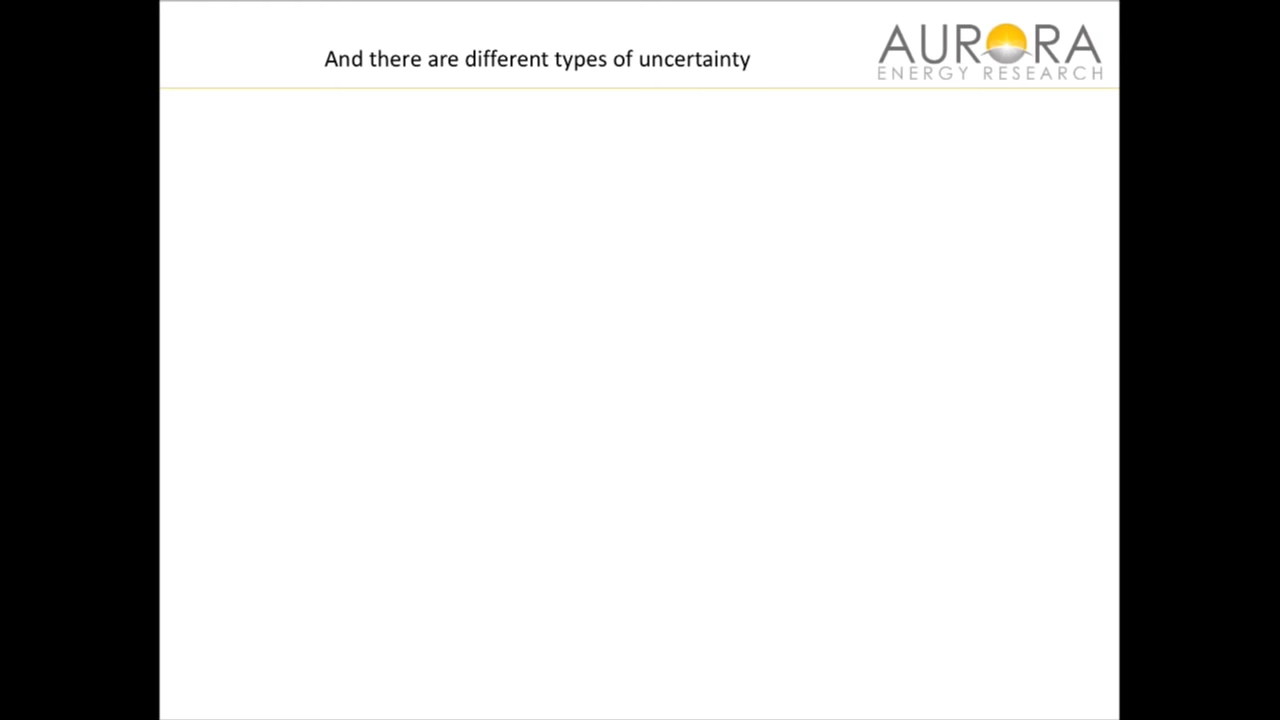 And there are different types of uncertainty
AURORA
ENERGY RESEARCH